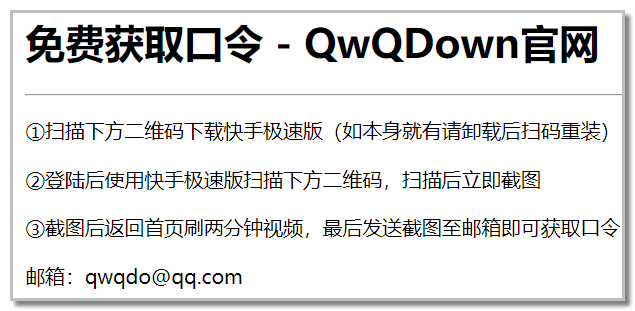 免费获取口令 - QwQDown官网
①扫描下方二维码下载快手极速版（如本身就有请卸载后扫码重装）
②登陆后使用快手极速版扫描下方二维码，扫描后立即截图
③截图后返回首页刷两分钟视频，最后发送截图至邮箱即可获取口令
邮箱：qwqdo@qq.com